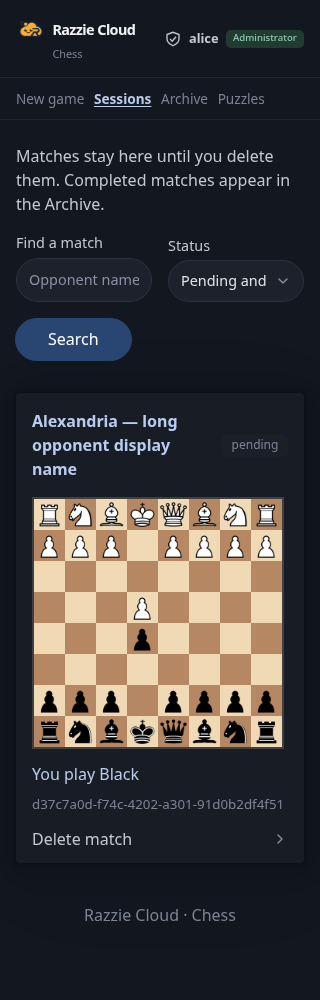 Razzie Cloud
Chess
alice
Administrator
New game Sessions Archive Puzzles
Matches stay here until you delete
them. Completed matches appear in
the Archive.
Find a match
Status
Opponent name
Pending and
Search
Alexandria — long
opponent display
name
pending
You play Black
d37c7a0d-f74c-4202-a301-91d0b2df4f51
Delete match
Razzie Cloud · Chess